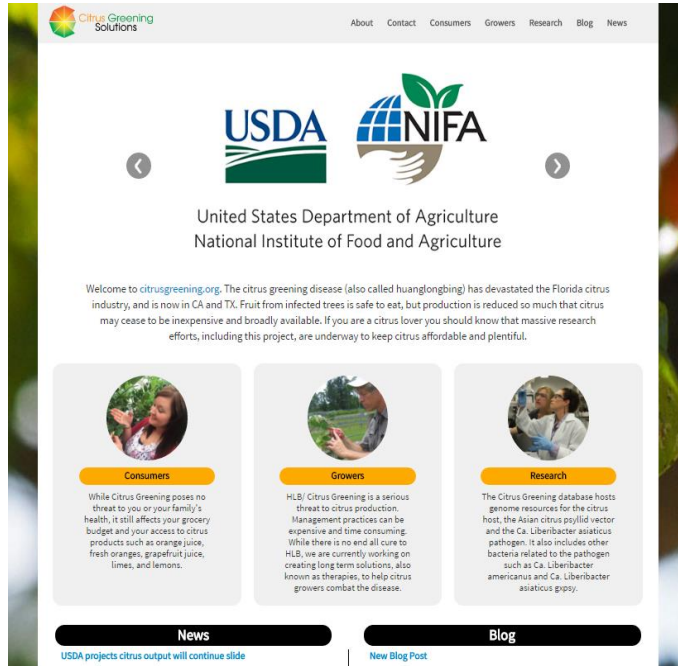 Citrus Greening
Solutions
About Contact Consumers Growers Research Blog News
USDA NIFA
United States Department of Agriculture
National Institute of Food and Agriculture
Welcome to citrusgreening.org. The citrus greening disease (also called huanglongbing) has devastated the Florida citrus
industry, and is now in CA and TX. Fruit from infected trees is safe to eat, but production is reduced so much that citrus
may cease to be inexpensive and broadly available. If you are a citrus lover you should know that massive research
efforts, including this project, are underway to keep citrus affordable and plentiful.
Consumers
While Citrus Greening poses no
threat to you or your family's
health, it still affects your grocery
budget and your access to citrus
products such as orange juice,
fresh oranges, grapefruit juice,
limes, and lemons.
Growers
HLB/ Citrus Greening is a serious
threat to citrus production.
Management practices can be
expensive and time consuming.
While there is no end all cure to
HLB, we are currently working on
creating long term solutions, also
known as therapies, to help citrus
growers combat the disease.
Research
The Citrus Greening database hosts
genome resources for the citrus
host, the Asian citrus psyllid vector
and the Ca. Liberibacter asiaticus
pathogen. It also includes other
bacteria related to the pathogen
such as Ca. Liberibacter
americanus and Ca. Liberibacter
asiaticus gxpsy.
News
USDA projects citrus output will continue slide
Blog
New Blog Post